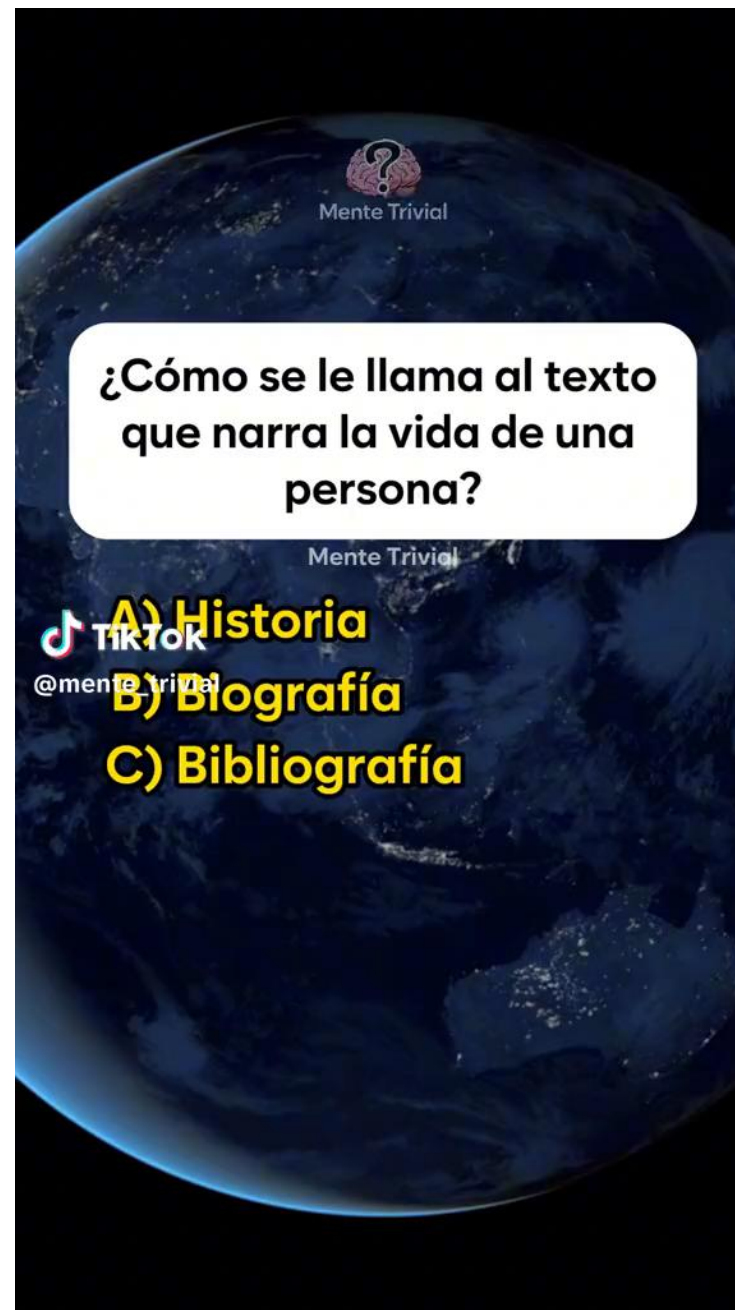 ?
Mente Trivial
¿Cómo se le llama al texto
que narra la vida de una
persona?
Mente Trivial
A) Historia
TikTok
B) Biografía
@mente_trivial
C) Bibliografía